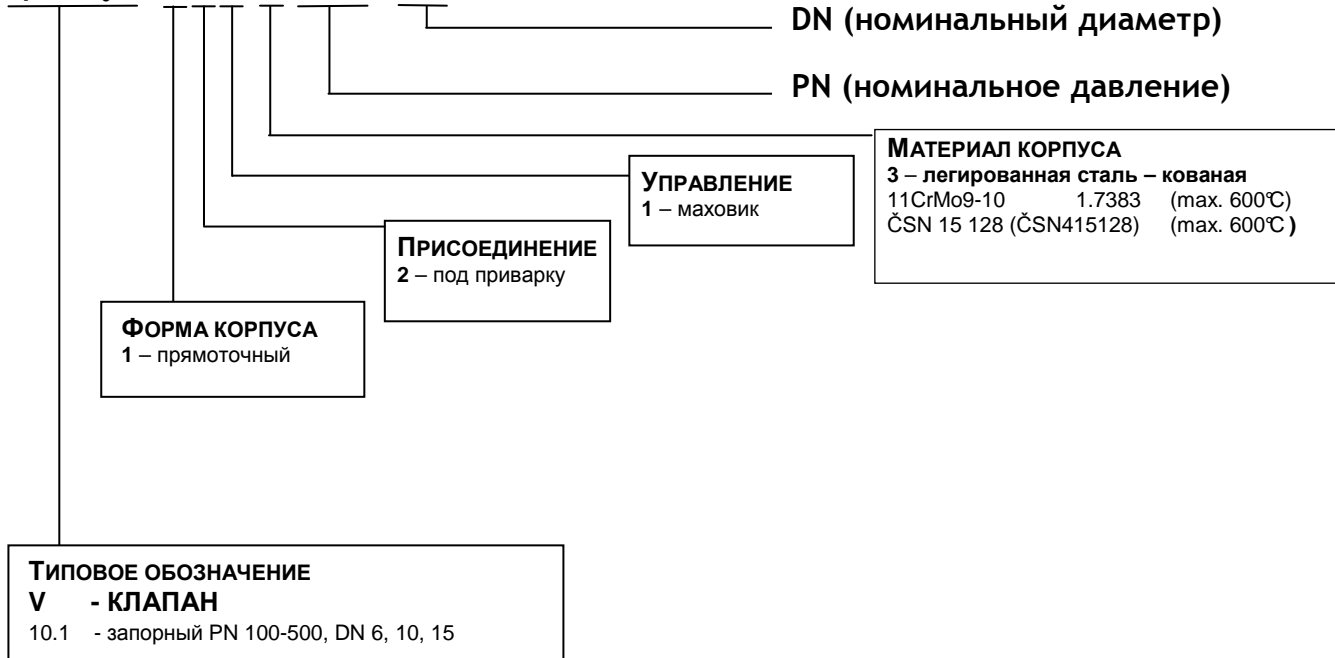 DN (номинальный диаметр)
PN (номинальное давление)
МАТЕРИАЛ КОРПУСА
3 – легированная сталь – кованая
11CrMo9-10 1.7383 (max. 600°C)
ČSN 15 128 (ČSN415128) (max. 600°C)
УПРАВЛЕНИЕ
1 – маховик
ПРИСОЕДИНЕНИЕ
2 – под приварку
ФОРМА КОРПУСА
1 – прямоточный
ТИПОВОЕ ОБОЗНАЧЕНИЕ
V - КЛАПАН
10.1 - запорный PN 100-500, DN 6, 10, 15